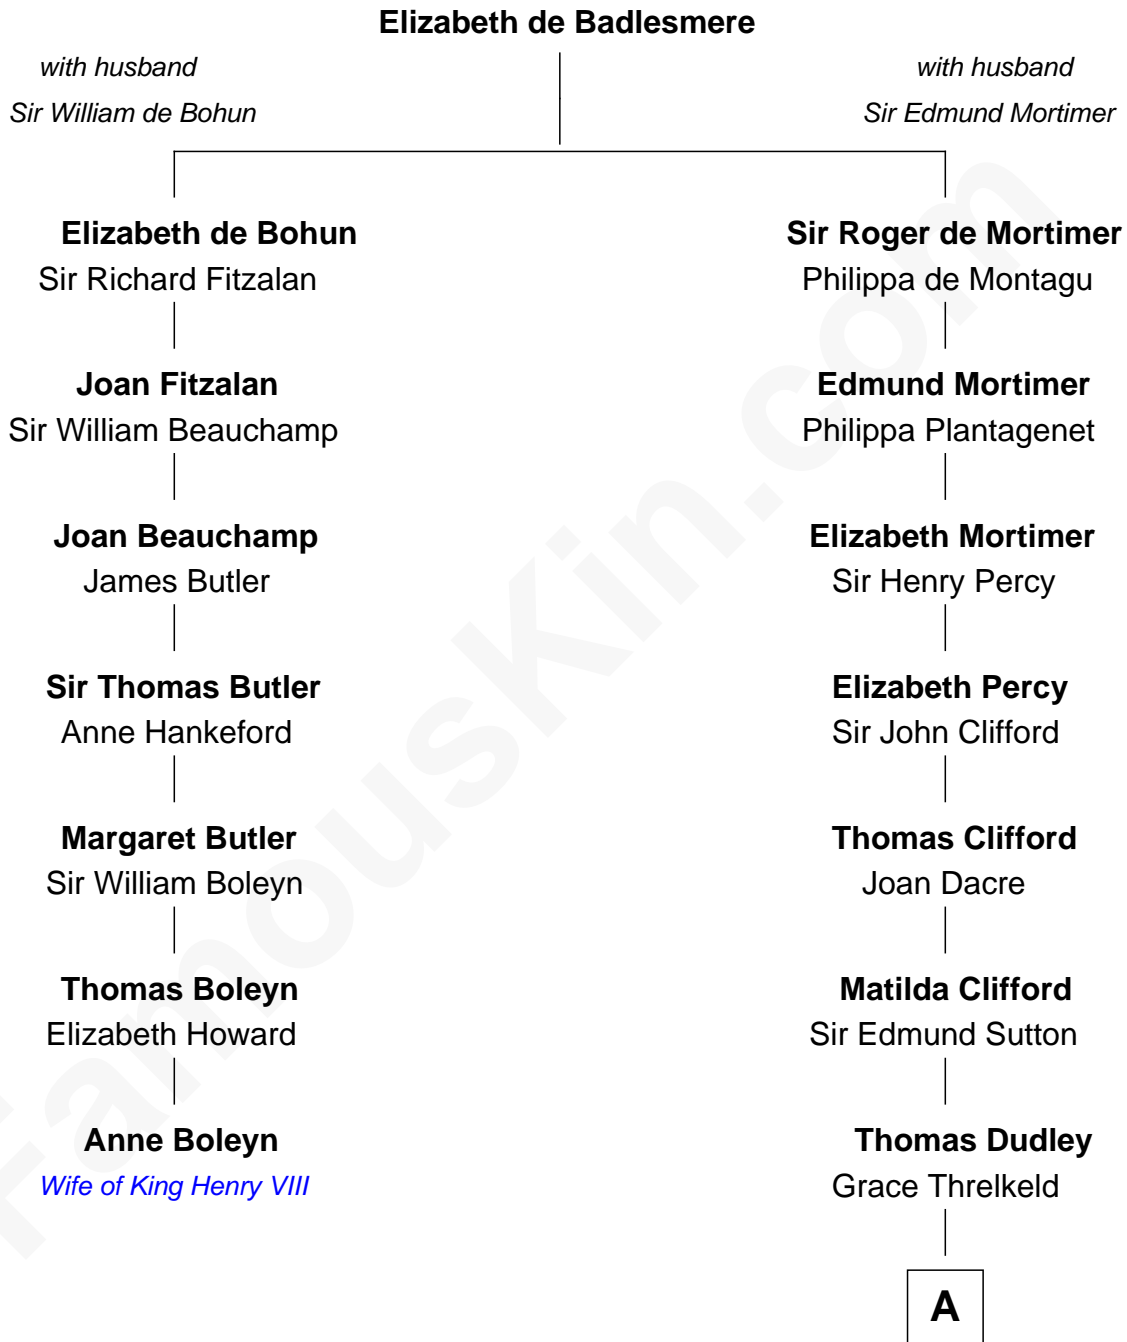 Elizabeth de Badlesmere
with husband
Sir William de Bohun
with husband
Sir Edmund Mortimer
Elizabeth de Bohun
Sir Richard Fitzalan
Sir Roger de Mortimer
Philippa de Montagu
Joan Fitzalan
Sir William Beauchamp
Edmund Mortimer
Philippa Plantagenet
Joan Beauchamp
James Butler
Elizabeth Mortimer
Sir Henry Percy
Sir Thomas Butler
Anne Hankeford
Elizabeth Percy
Sir John Clifford
Margaret Butler
Sir William Boleyn
Thomas Clifford
Joan Dacre
Thomas Boleyn
Elizabeth Howard
Matilda Clifford
Sir Edmund Sutton
Anne Boleyn
Wife of King Henry VIII
Thomas Dudley
Grace Threlkeld
A
FamousKin.com